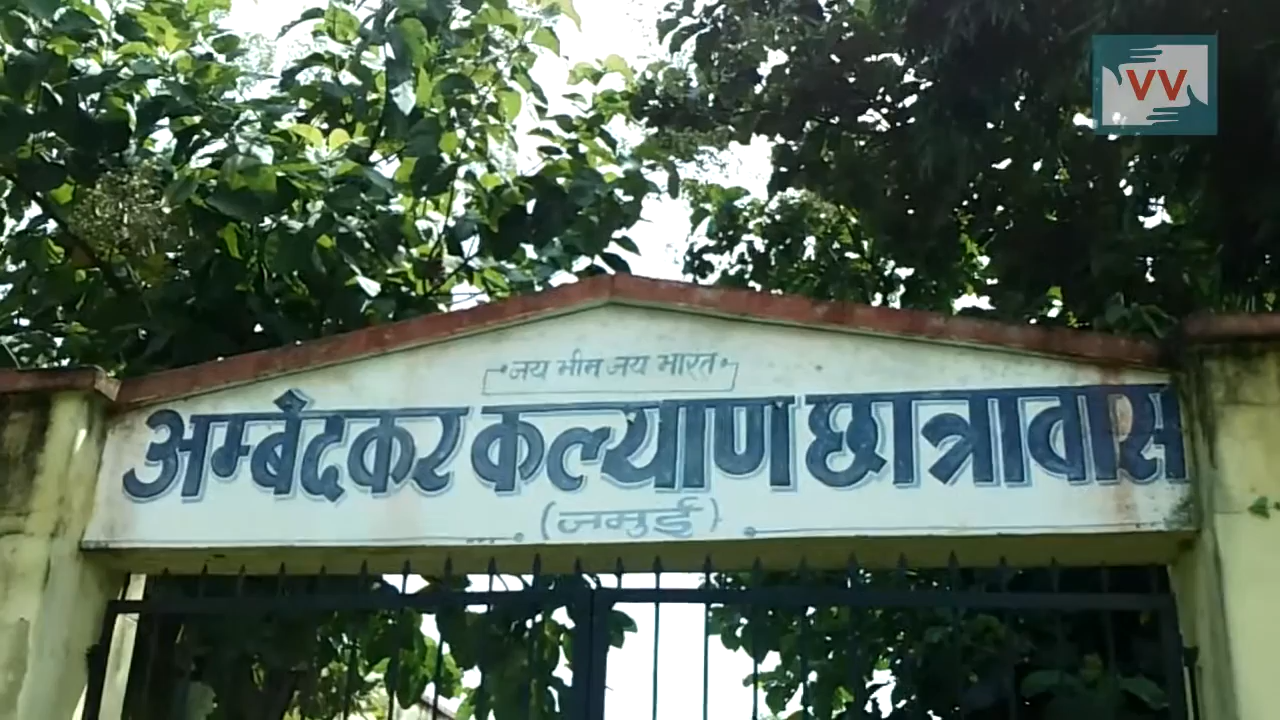 VV
जय भीम जय भारत
अम्बेदकर कल्याण छात्रावास
(जमुई)